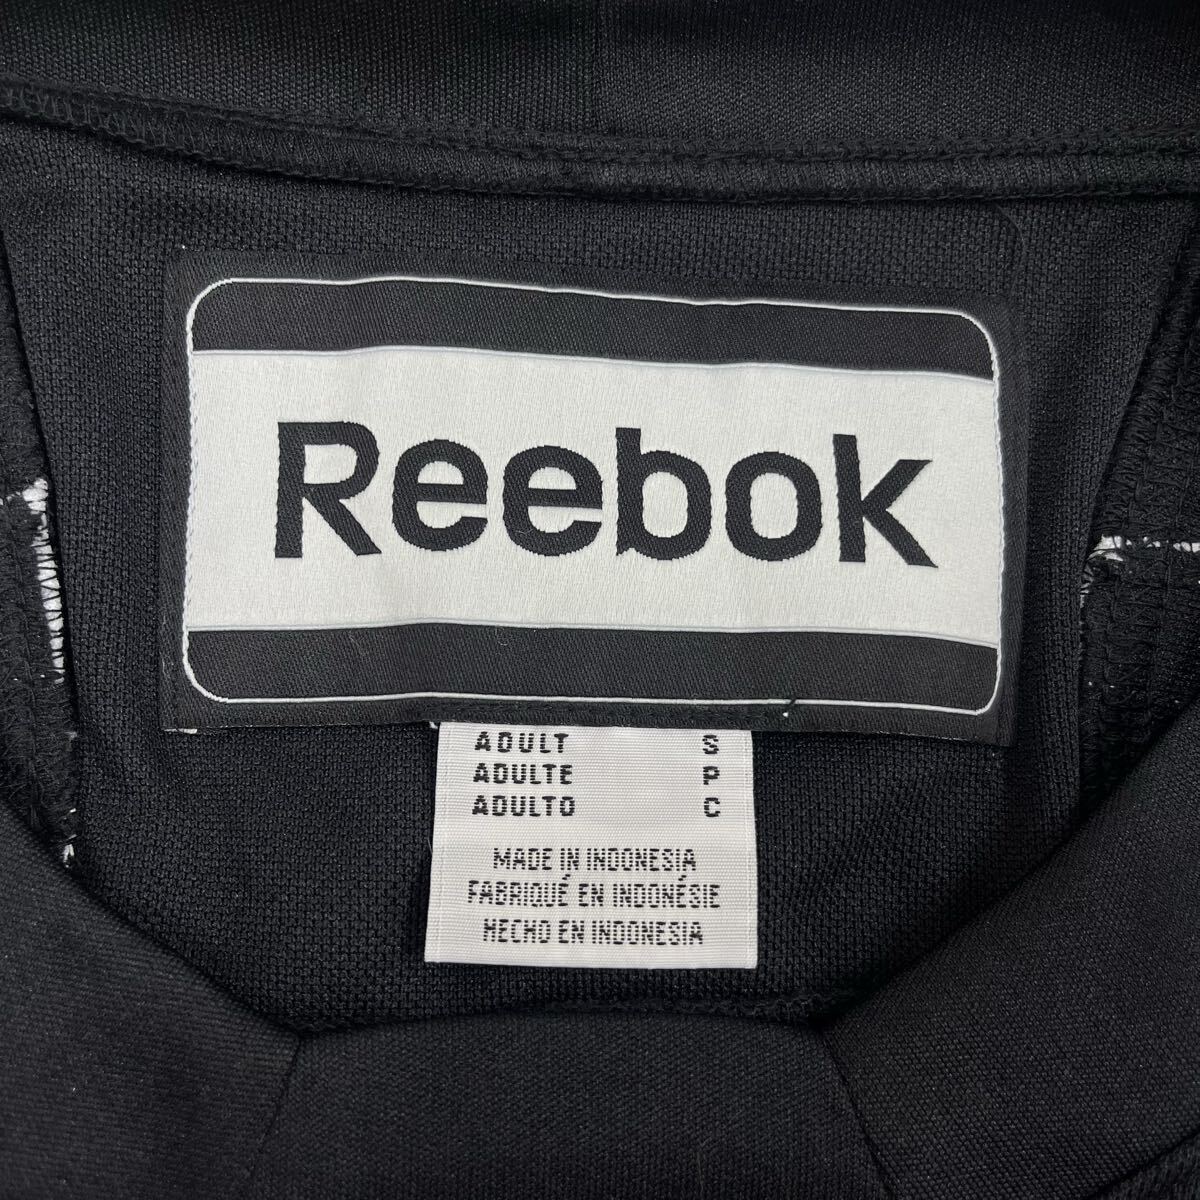 Reebok
ADULT S
ADULTE P
ADULTO C
MADE IN INDONESIA
FABRIQUÉ EN INDONÉSIE
HECHO EN INDONESIA